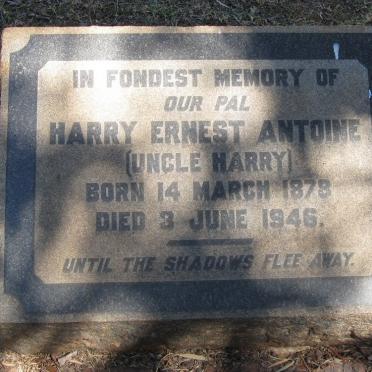 IN FONDEST MEMORY OF
OUR PAL
HARRY ERNEST ANTOINE
(UNCLE HARRY)
BORN 14 MARCH 1879
DIED 3 JUNE 1946.
UNTIL THE SHADOWS FLEE AWAY.